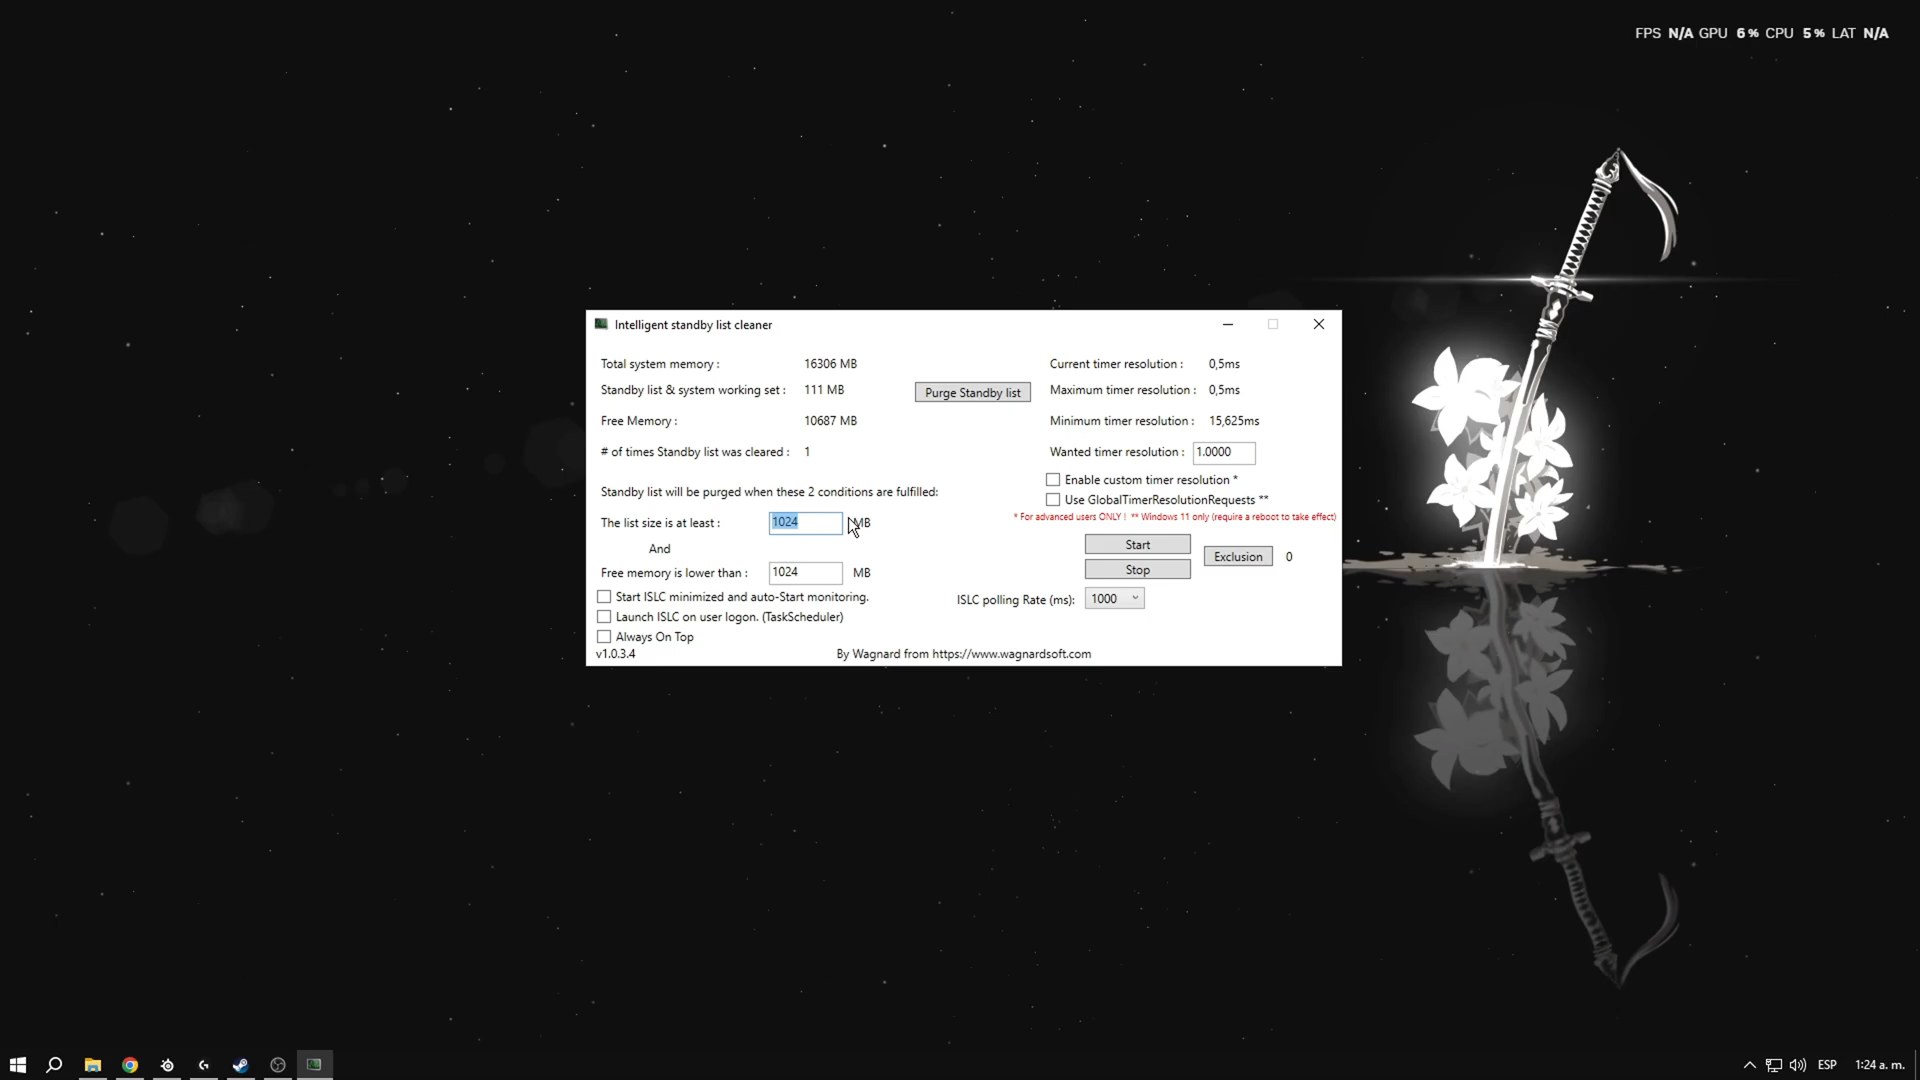 FPS N/A GPU 6% CPU 5% LAT N/A
Intelligent standby list cleaner
Total system memory : 16306 MB
Current timer resolution : 0,5ms
Standby list & system working set : 111 MB
Purge Standby list
Maximum timer resolution : 0,5ms
Free Memory : 10687 MB
Minimum timer resolution : 15,625ms
# of times Standby list was cleared : 1
Wanted timer resolution : 1.0000
Enable custom timer resolution *
Standby list will be purged when these 2 conditions are fulfilled:
Use GlobalTimerResolutionRequests **
* For advanced users ONLY ! ** Windows 11 only (require a reboot to take effect)
The list size is at least : 1024 MB
Start
And
Exclusion 0
Stop
Free memory is lower than : 1024 MB
Start ISLC minimized and auto-Start monitoring.
ISLC polling Rate (ms): 1000
Launch ISLC on user logon. (TaskScheduler)
Always On Top
v1.0.3.4
By Wagnard from https://www.wagnardsoft.com
ESP
1:24 a. m.